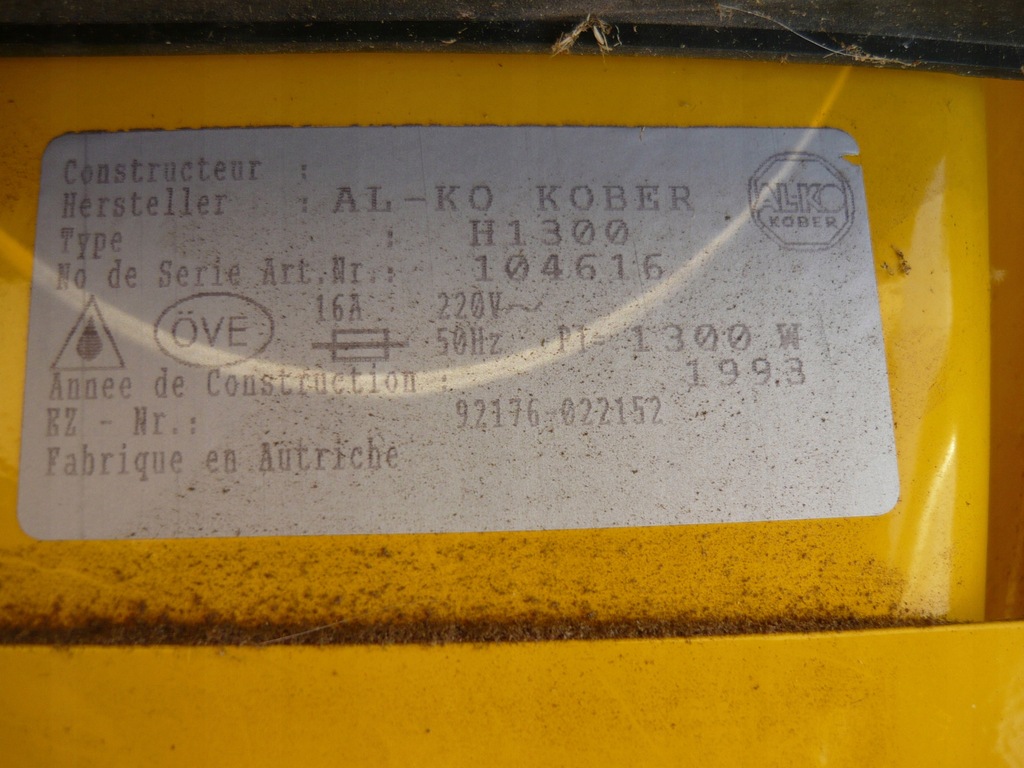 Constructeur :
Hersteller : AL-KO KOBER
AL-KO
KOBER
Type : H1300
No de Serie Art.Nr.: 104616
ÖVE
16A 220V~
50Hz P1= 1300 W
Annee de Construction : 1993
EZ - Nr.: 92176-022152
Fabrique en Autriche